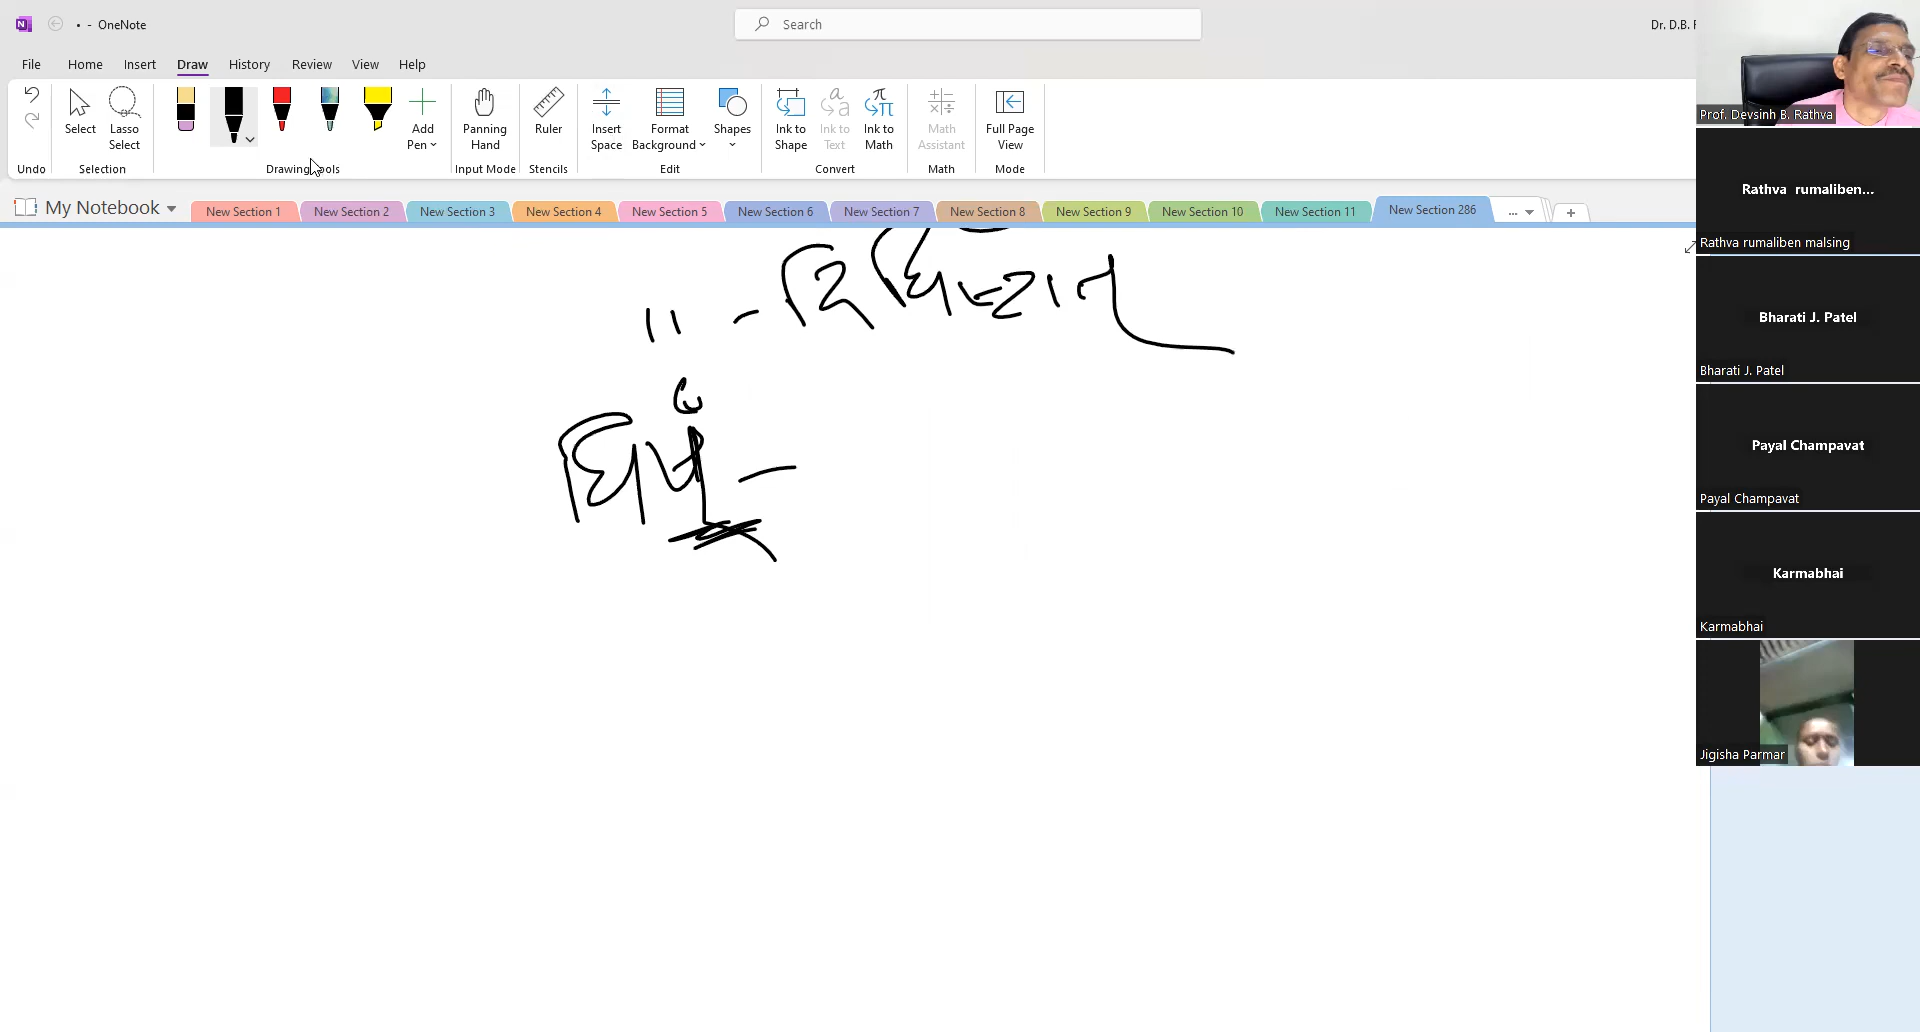 • - OneNote
Search
Dr. D.B. R
File Home Insert Draw History Review View Help
Select
Lasso Select
Add Pen
Panning Hand
Ruler
Insert Space
Format Background
Shapes
Ink to Shape
Ink to Text
Ink to Math
Math Assistant
Full Page View
Undo Selection Drawing Tools Input Mode Stencils Edit Convert Math Mode
My Notebook New Section 1 New Section 2 New Section 3 New Section 4 New Section 5 New Section 6 New Section 7 New Section 8 New Section 9 New Section 10 New Section 11 New Section 286 ... +
Prof. Devsinh B. Rathva
Rathva rumaliben...
Rathva rumaliben malsing
Bharati J. Patel
Bharati J. Patel
Payal Champavat
Payal Champavat
Karmabhai
Karmabhai
Jigisha Parmar